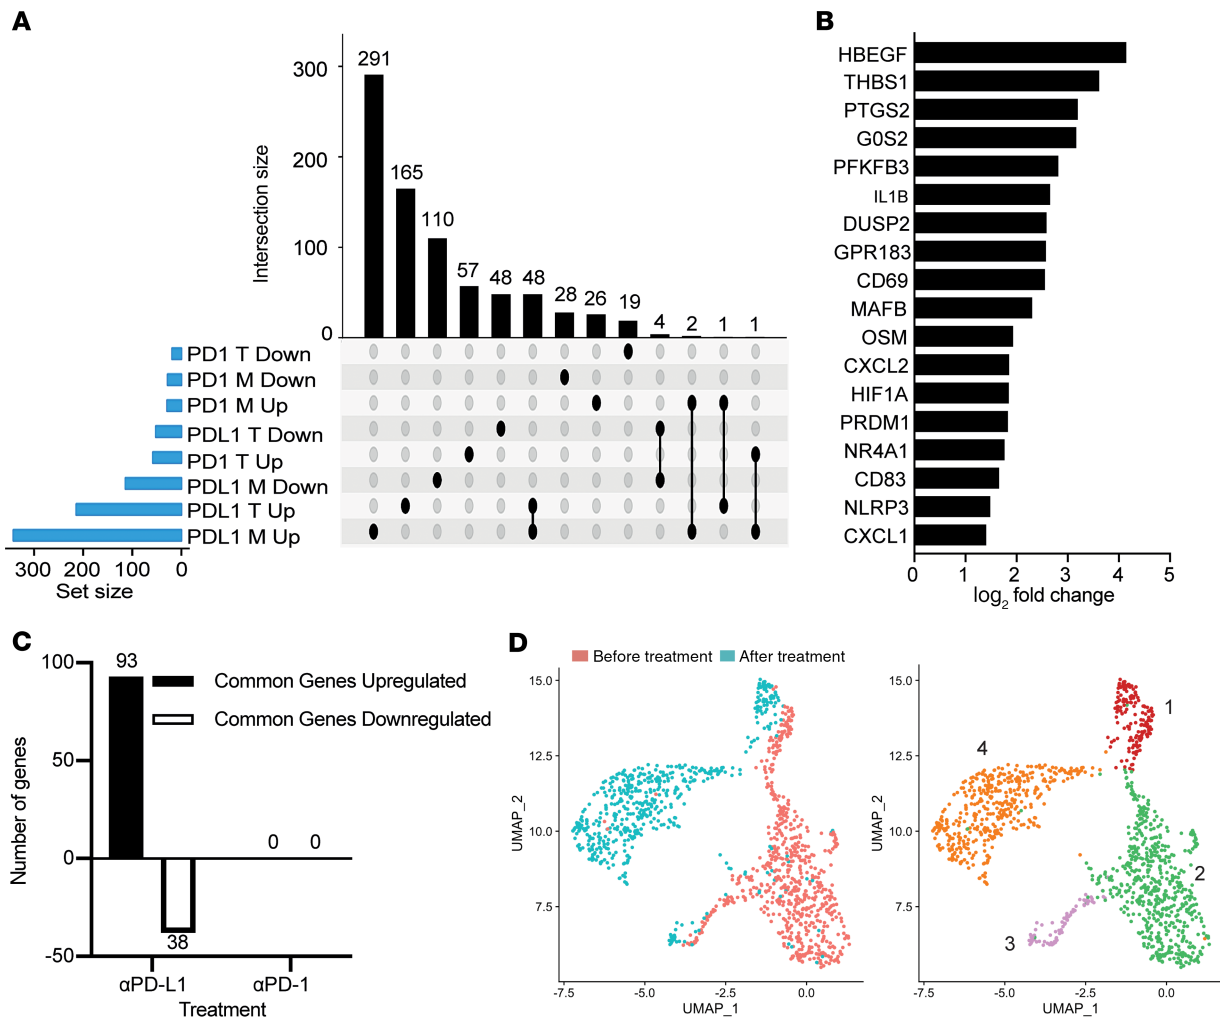 A
291
165
110
57
48
48
28
26
19
4
2
1
1
Intersection size
300
200
100
0
PD1 T Down
PD1 M Down
PD1 M Up
PDL1 T Down
PD1 T Up
PDL1 M Down
PDL1 T Up
PDL1 M Up
300 200 100 0
Set size
B
HBEGF
THBS1
PTGS2
G0S2
PFKFB3
IL1B
DUSP2
GPR183
CD69
MAFB
OSM
CXCL2
HIF1A
PRDM1
NR4A1
CD83
NLRP3
CXCL1
0 1 2 3 4 5
log2 fold change
C
Number of genes
100
50
0
-50
93
38
0 0
Common Genes Upregulated
Common Genes Downregulated
αPD-L1 αPD-1
Treatment
D
Before treatment After treatment
UMAP_2
15.0
12.5
10.0
7.5
-7.5 -5.0 -2.5 0.0
UMAP_1
UMAP_2
15.0
12.5
10.0
7.5
1
4
2
3
-7.5 -5.0 -2.5 0.0
UMAP_1